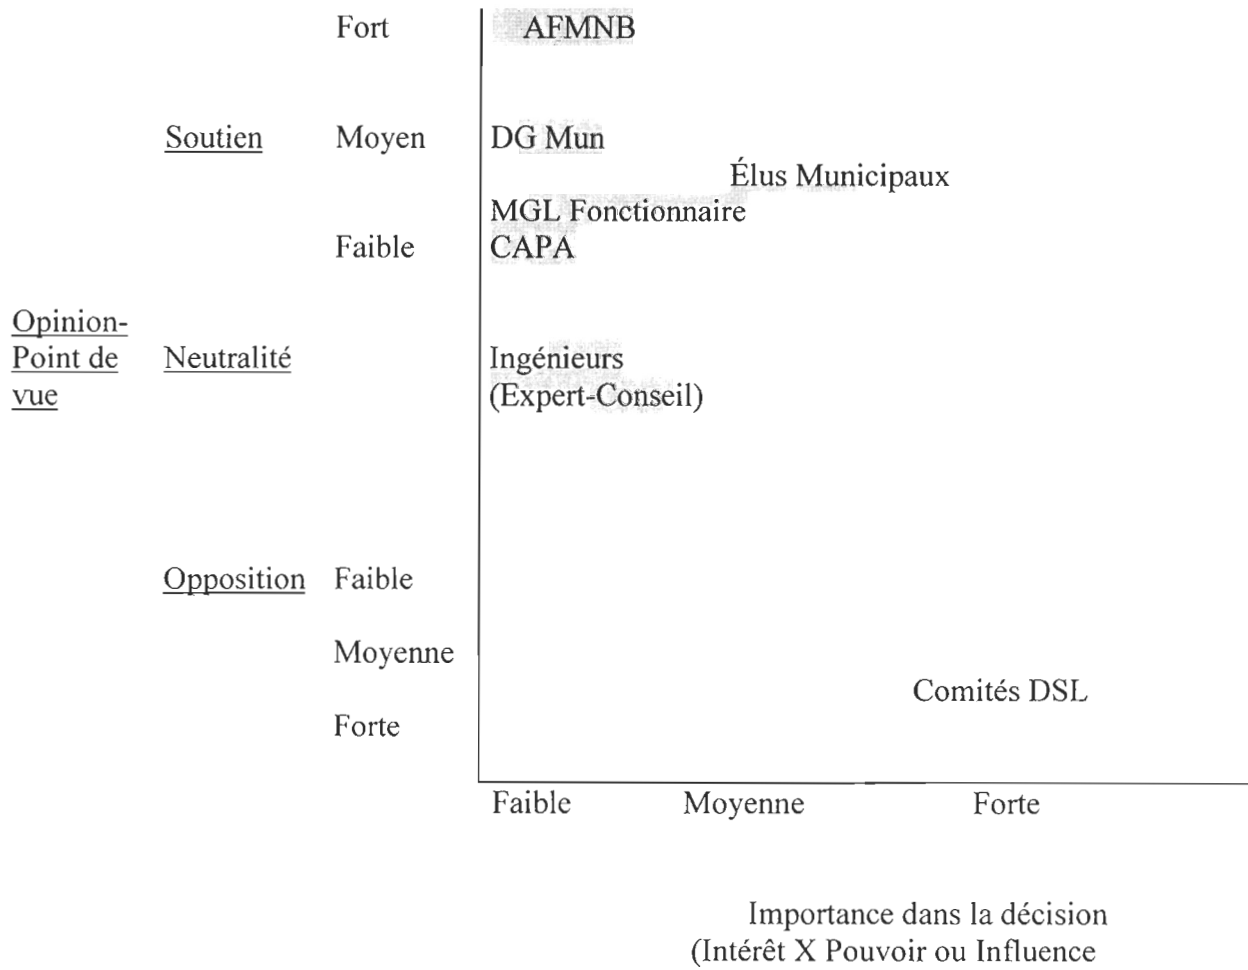 Fort AFMNB
Soutien Moyen DG Mun
Élus Municipaux
MGL Fonctionnaire
Faible CAPA
Opinion-
Point de Neutralité Ingénieurs
vue (Expert-Conseil)
Opposition Faible
Moyenne
Comités DSL
Forte
Faible Moyenne Forte
Importance dans la décision
(Intérêt X Pouvoir ou Influence